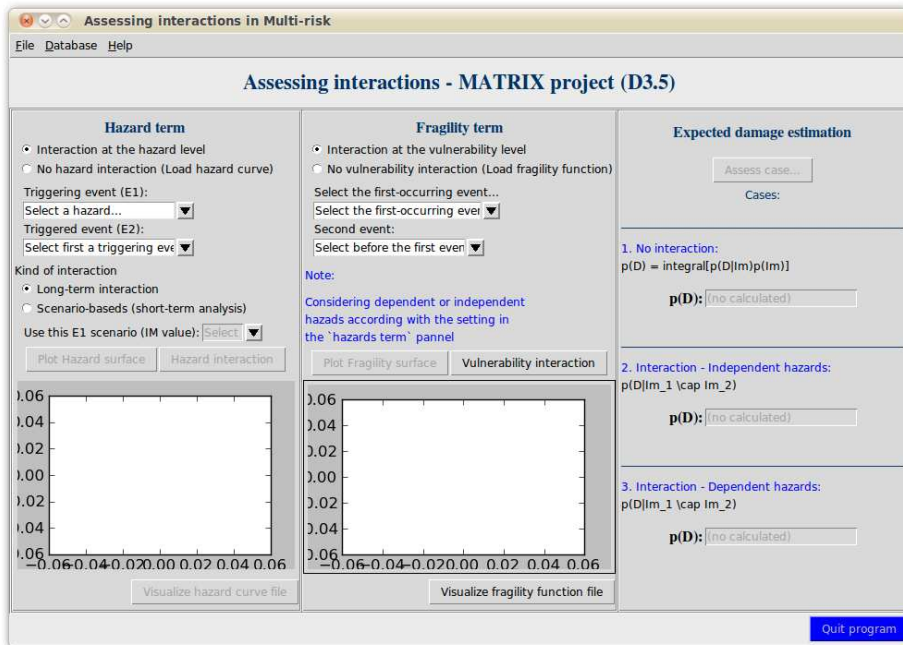 Assessing interactions in Multi-risk
File Database Help
Assessing interactions - MATRIX project (D3.5)
Hazard term
Interaction at the hazard level
No hazard interaction (Load hazard curve)
Triggering event (E1):
Select a hazard...
Triggered event (E2):
Select first a triggering eve
Kind of interaction
Long-term interaction
Scenario-baseds (short-term analysis)
Use this E1 scenario (IM value): Select
Plot Hazard surface Hazard interaction
0.06
0.04
0.02
0.00
0.02
0.04
0.06
−0.06 −0.04 −0.02 0.00 0.02 0.04 0.06
Visualize hazard curve file
Fragility term
Interaction at the vulnerability level
No vulnerability interaction (Load fragility function)
Select the first-occurring event...
Select the first-occurring ever
Second event:
Select before the first even
Note:
Considering dependent or independent
hazads according with the setting in
the `hazards term` pannel
Plot Fragility surface Vulnerability interaction
0.06
0.04
0.02
0.00
0.02
0.04
0.06
−0.06 −0.04 −0.02 0.00 0.02 0.04 0.06
Visualize fragility function file
Expected damage estimation
Assess case...
Cases:
1. No interaction:
p(D) = integral[p(D|Im)p(Im)]
p(D): (no calculated)
2. Interaction - Independent hazards:
p(D|Im_1 \cap Im_2)
p(D): (no calculated)
3. Interaction - Dependent hazards:
p(D|Im_1 \cap Im_2)
p(D): (no calculated)
Quit program